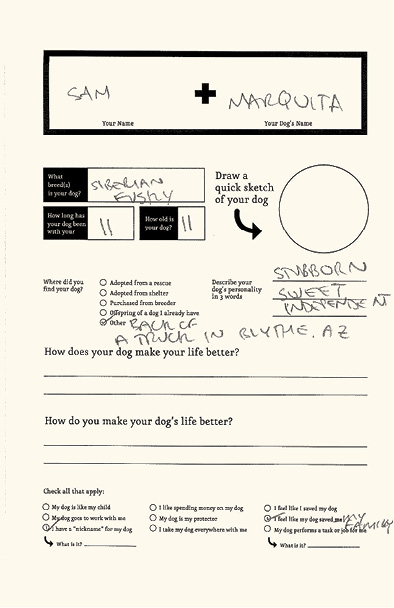 SAM + MARQUITA
Your Name Your Dog's Name
What breed(s) is your dog? SIBERIAN HUSKY
How long has your dog been with your 11
How old is your dog? 11
Draw a quick sketch of your dog
Where did you find your dog?
Adopted from a rescue
Adopted from shelter
Purchased from breeder
Offspring of a dog I already have
Other BACK OF
A TRUCK IN BLYTHE, AZ
Describe your dog's personality in 3 words
STUBBORN
SWEET
INDEPENDENT
How does your dog make your life better?
How do you make your dog's life better?
Check all that apply:
My dog is like my child
My dog goes to work with me
I have a "nickname" for my dog
What is it?
I like spending money on my dog
My dog is my protector
I take my dog everywhere with me
I feel like I saved my dog
I feel like my dog saved me MY FAMILY
My dog performs a task or job for me
What is it?